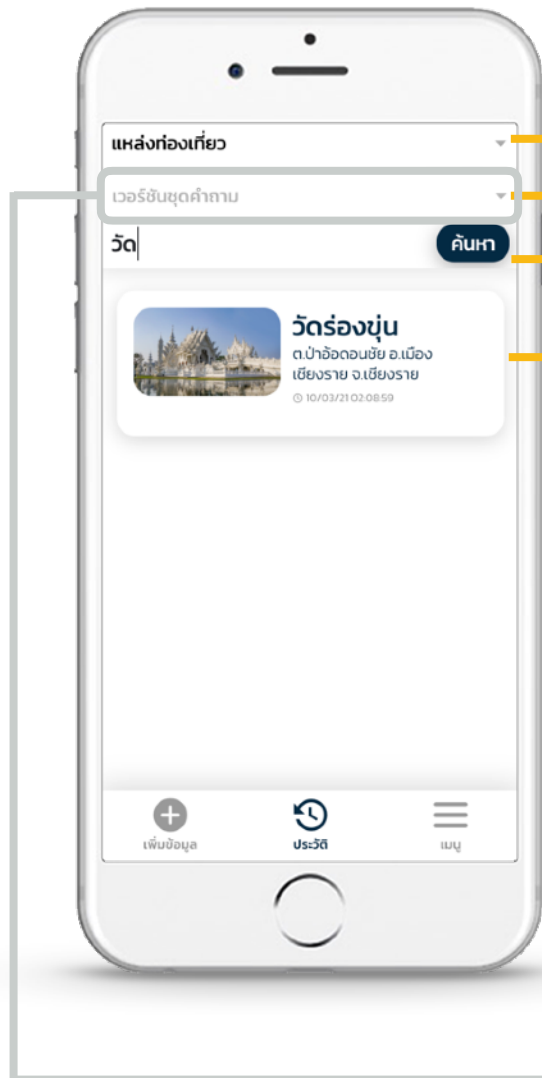 แหล่งท่องเที่ยว
เวอร์ชันชุดคำถาม
วัด
ค้นหา
วัดร่องขุ่น
ต.ป่าอ้อดอนชัย อ.เมือง
เชียงราย จ.เชียงราย
10/03/21 02:08:59
เพิ่มข้อมูล
ประวัติ
เมนู